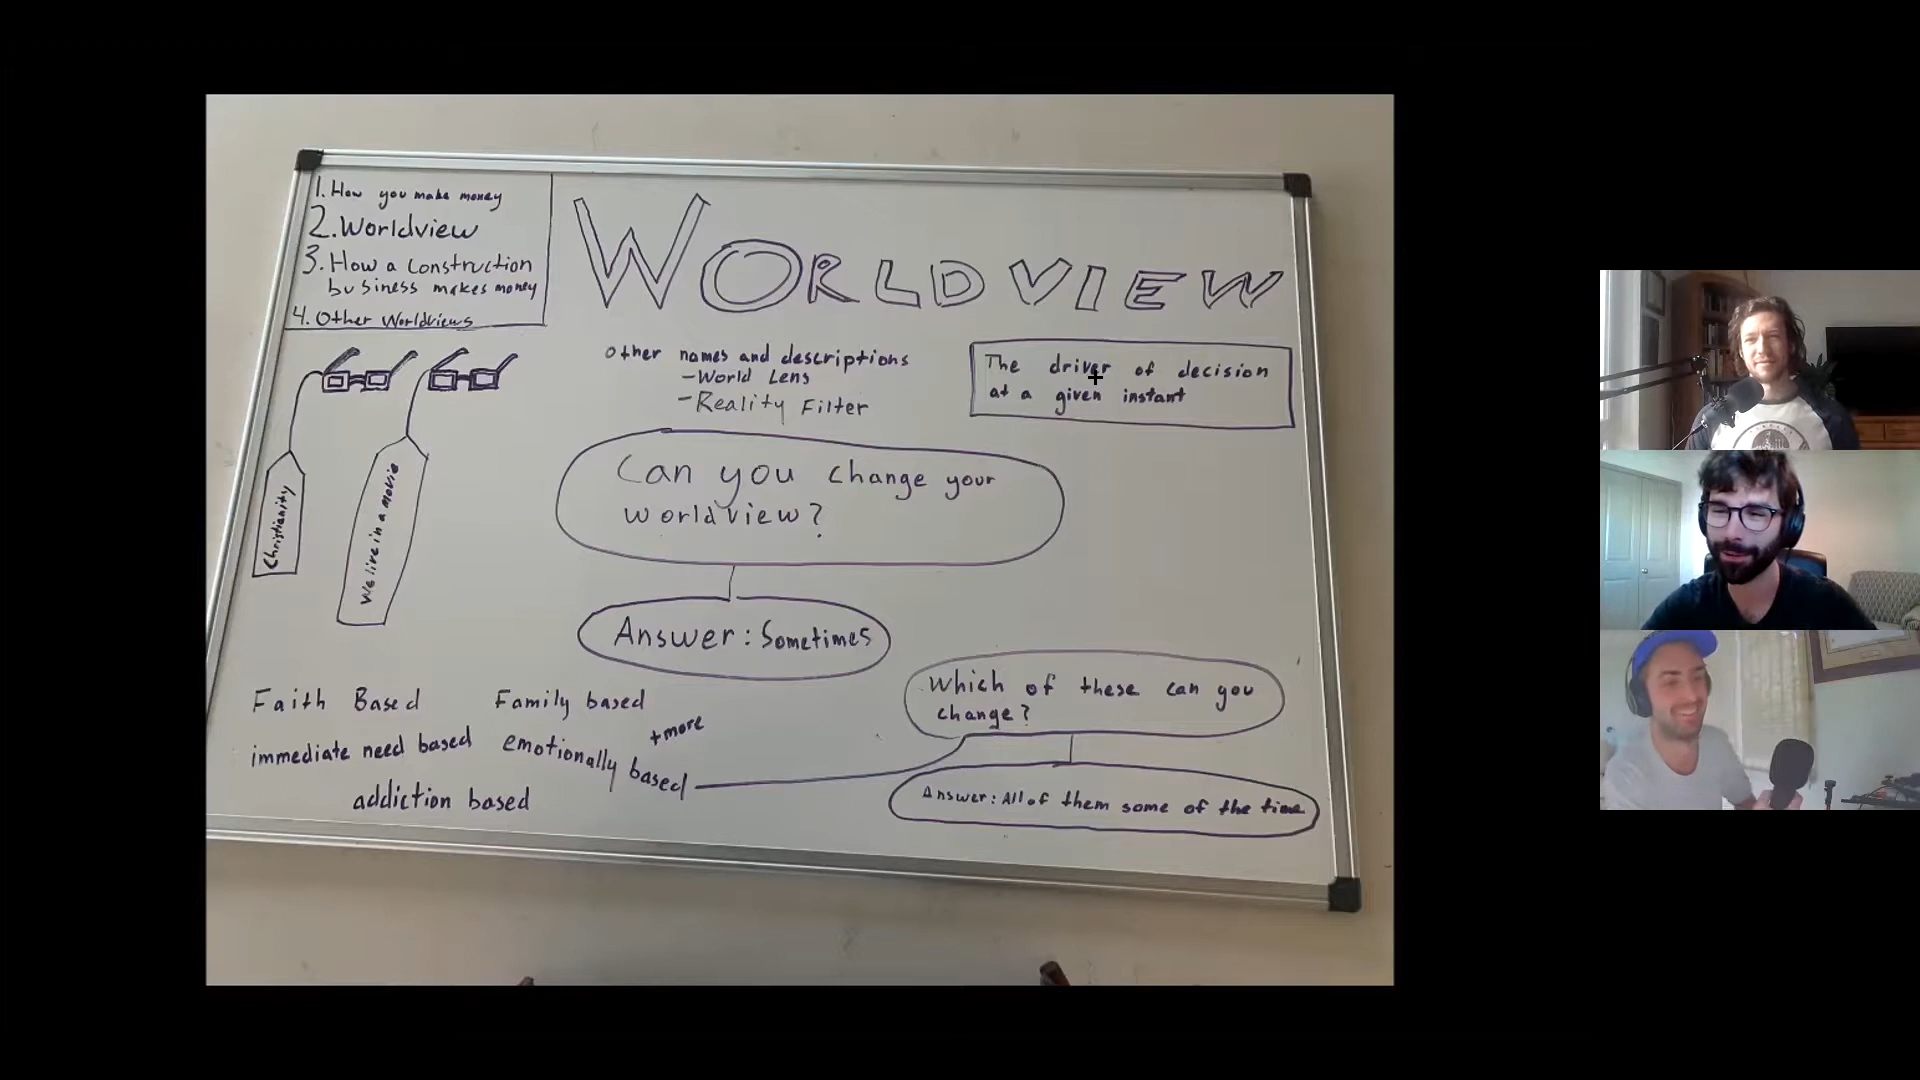 1. How you make money
2. Worldview
3. How a construction
business makes money
4. Other Worldviews
WORLDVIEW
Other names and descriptions
- World Lens
- Reality Filter
The driver of decision
at a given instant
Christianity
We live in a movie
Can you change your
worldview?
Answer: Sometimes
Faith Based
Family based
immediate need based
emotionally based
+more
addiction based
Which of these can you
change?
Answer: All of them some of the time